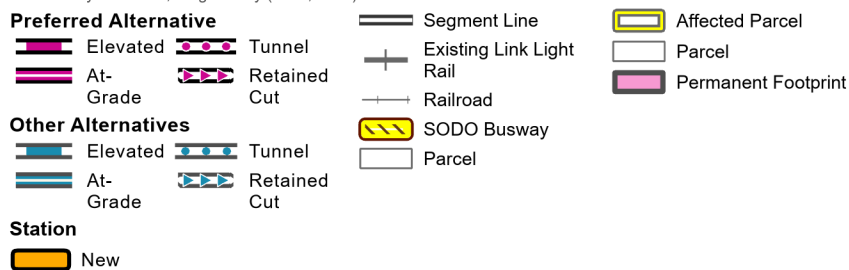 Preferred Alternative
Elevated
Tunnel
At-
Grade
Retained
Cut
Other Alternatives
Elevated
Tunnel
At-
Grade
Retained
Cut
Station
New
Segment Line
Existing Link Light
Rail
Railroad
SODO Busway
Parcel
Affected Parcel
Parcel
Permanent Footprint